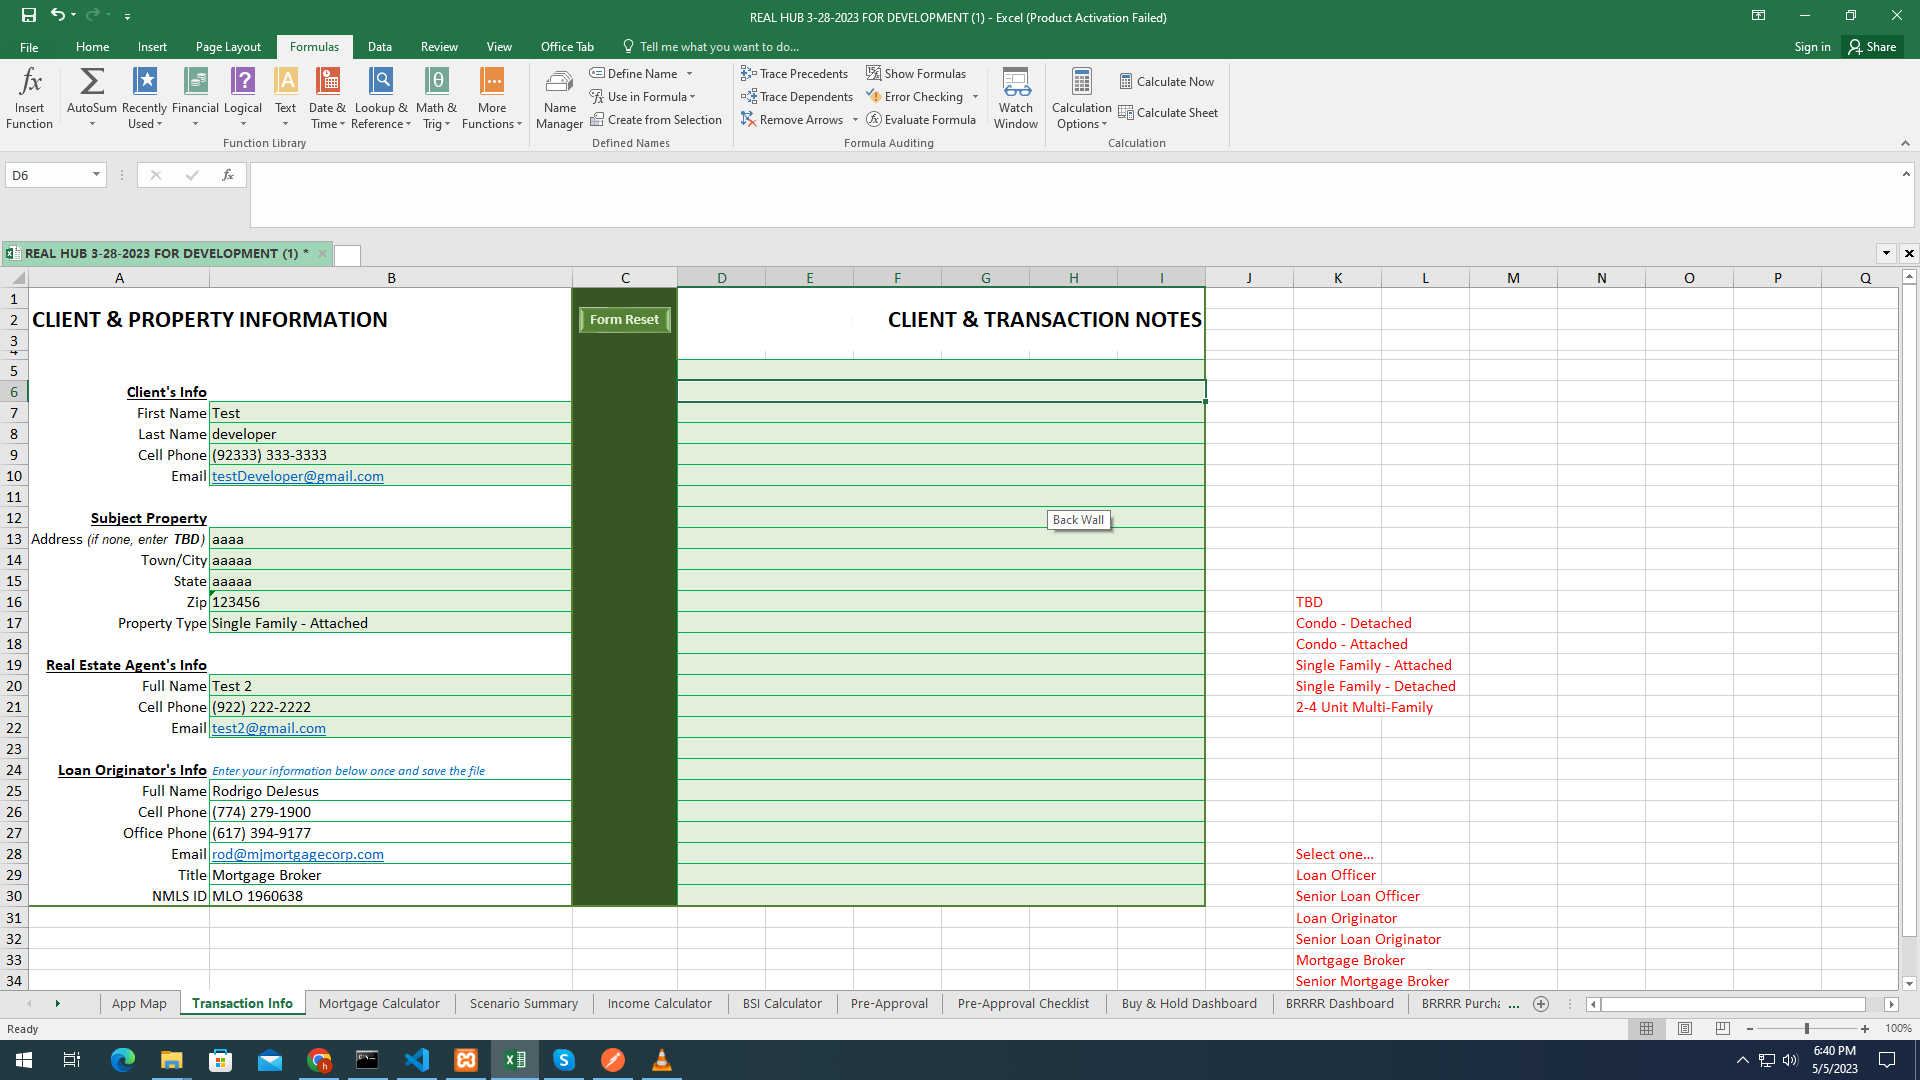 REAL HUB 3-28-2023 FOR DEVELOPMENT (1) - Excel (Product Activation Failed)
File Home Insert Page Layout Formulas Data Review View Office Tab Tell me what you want to do... Sign in Share
Insert Function
AutoSum
Recently Used
Financial
Logical
Text
Date & Time
Lookup & Reference
Math & Trig
More Functions
Function Library
Name Manager
Define Name
Use in Formula
Create from Selection
Defined Names
Trace Precedents
Trace Dependents
Remove Arrows
Show Formulas
Error Checking
Evaluate Formula
Formula Auditing
Watch Window
Calculation Options
Calculate Now
Calculate Sheet
Calculation
D6
fx
REAL HUB 3-28-2023 FOR DEVELOPMENT (1) *
A B C D E F G H I J K L M N O P Q
1
2 CLIENT & PROPERTY INFORMATION Form Reset CLIENT & TRANSACTION NOTES
3
4
5
6 Client's Info
7 First Name Test
8 Last Name developer
9 Cell Phone (92333) 333-3333
10 Email testDeveloper@gmail.com
11
12 Subject Property Back Wall
13 Address (if none, enter TBD) aaaa
14 Town/City aaaaa
15 State aaaaa
16 Zip 123456 TBD
17 Property Type Single Family - Attached Condo - Detached
18 Condo - Attached
19 Real Estate Agent's Info Single Family - Attached
20 Full Name Test 2 Single Family - Detached
21 Cell Phone (922) 222-2222 2-4 Unit Multi-Family
22 Email test2@gmail.com
23
24 Loan Originator's Info Enter your information below once and save the file
25 Full Name Rodrigo DeJesus
26 Cell Phone (774) 279-1900
27 Office Phone (617) 394-9177
28 Email rod@mjmortgagecorp.com Select one...
29 Title Mortgage Broker Loan Officer
30 NMLS ID MLO 1960638 Senior Loan Officer
31 Loan Originator
32 Senior Loan Originator
33 Mortgage Broker
34 Senior Mortgage Broker
App Map Transaction Info Mortgage Calculator Scenario Summary Income Calculator BSI Calculator Pre-Approval Pre-Approval Checklist Buy & Hold Dashboard BRRRR Dashboard BRRRR Purcha ...
Ready 100%
6:40 PM
5/5/2023